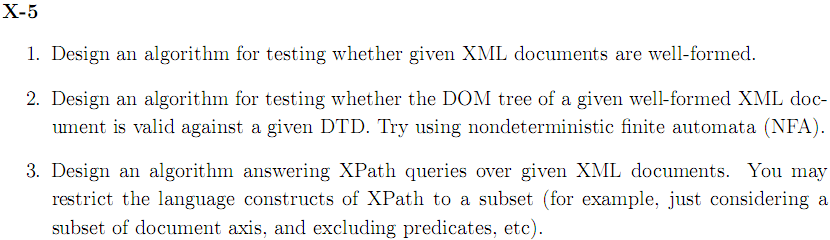 X-5
1. Design an algorithm for testing whether given XML documents are well-formed.
2. Design an algorithm for testing whether the DOM tree of a given well-formed XML doc-
ument is valid against a given DTD. Try using nondeterministic finite automata (NFA).
3. Design an algorithm answering XPath queries over given XML documents. You may
restrict the language constructs of XPath to a subset (for example, just considering a
subset of document axis, and excluding predicates, etc).